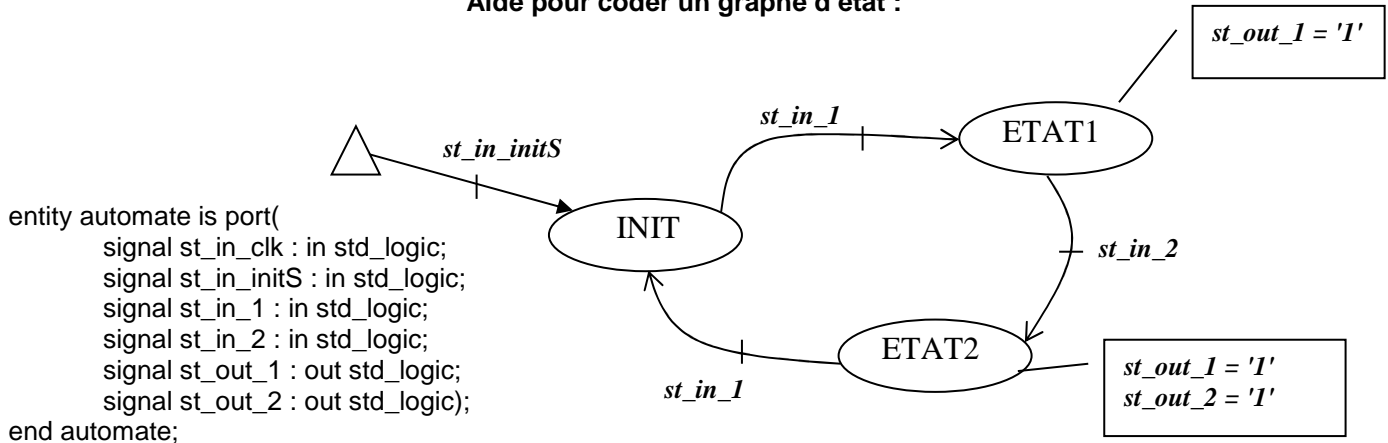 Aide pour coder un graphe d'état :
st_out_1 = '1'
st_in_1
ETAT1
st_in_initS
entity automate is port(
INIT
signal st_in_clk : in std_logic;
st_in_2
signal st_in_initS : in std_logic;
signal st_in_1 : in std_logic;
signal st_in_2 : in std_logic;
ETAT2
signal st_out_1 : out std_logic;
st_out_1 = '1'
st_in_1
st_out_2 = '1'
signal st_out_2 : out std_logic);
end automate;